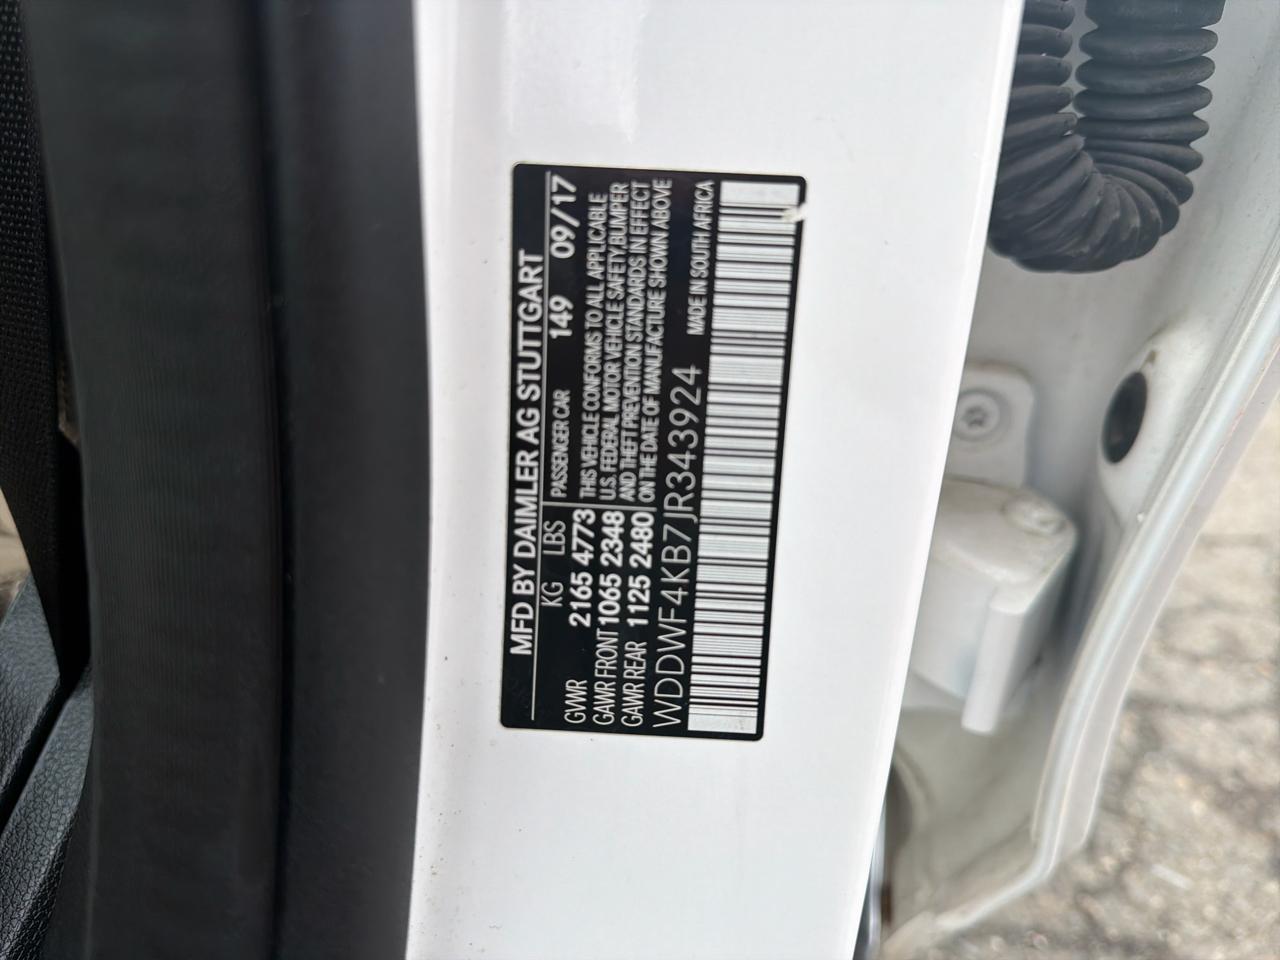 MFD BY DAIMLER AG STUTTGART
KG LBS PASSENGER CAR 149 09/17
GVWR 2165 4773 THIS VEHICLE CONFORMS TO ALL APPLICABLE
GAWR FRONT 1065 2348 U.S. FEDERAL MOTOR VEHICLE SAFETY,BUMPER
GAWR REAR 1125 2480 AND THEFT PREVENTION STANDARDS IN EFFECT
ON THE DATE OF MANUFACTURE SHOWN ABOVE
WDDWF4KB7JR343924 MADE IN SOUTH AFRICA